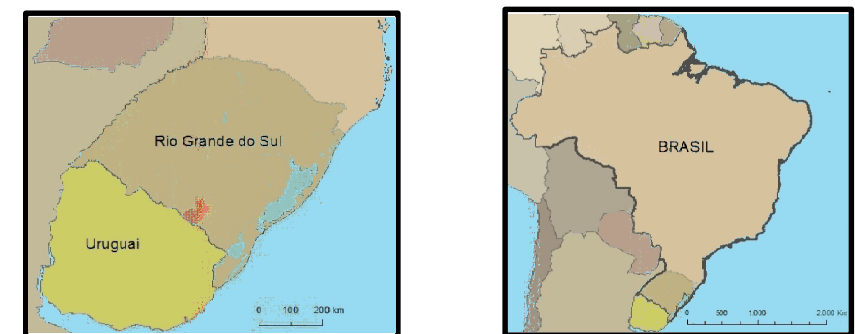 Rio Grande do Sul
Uruguai
0 100 200 km
BRASIL
0 500 1.000 2.000 Km